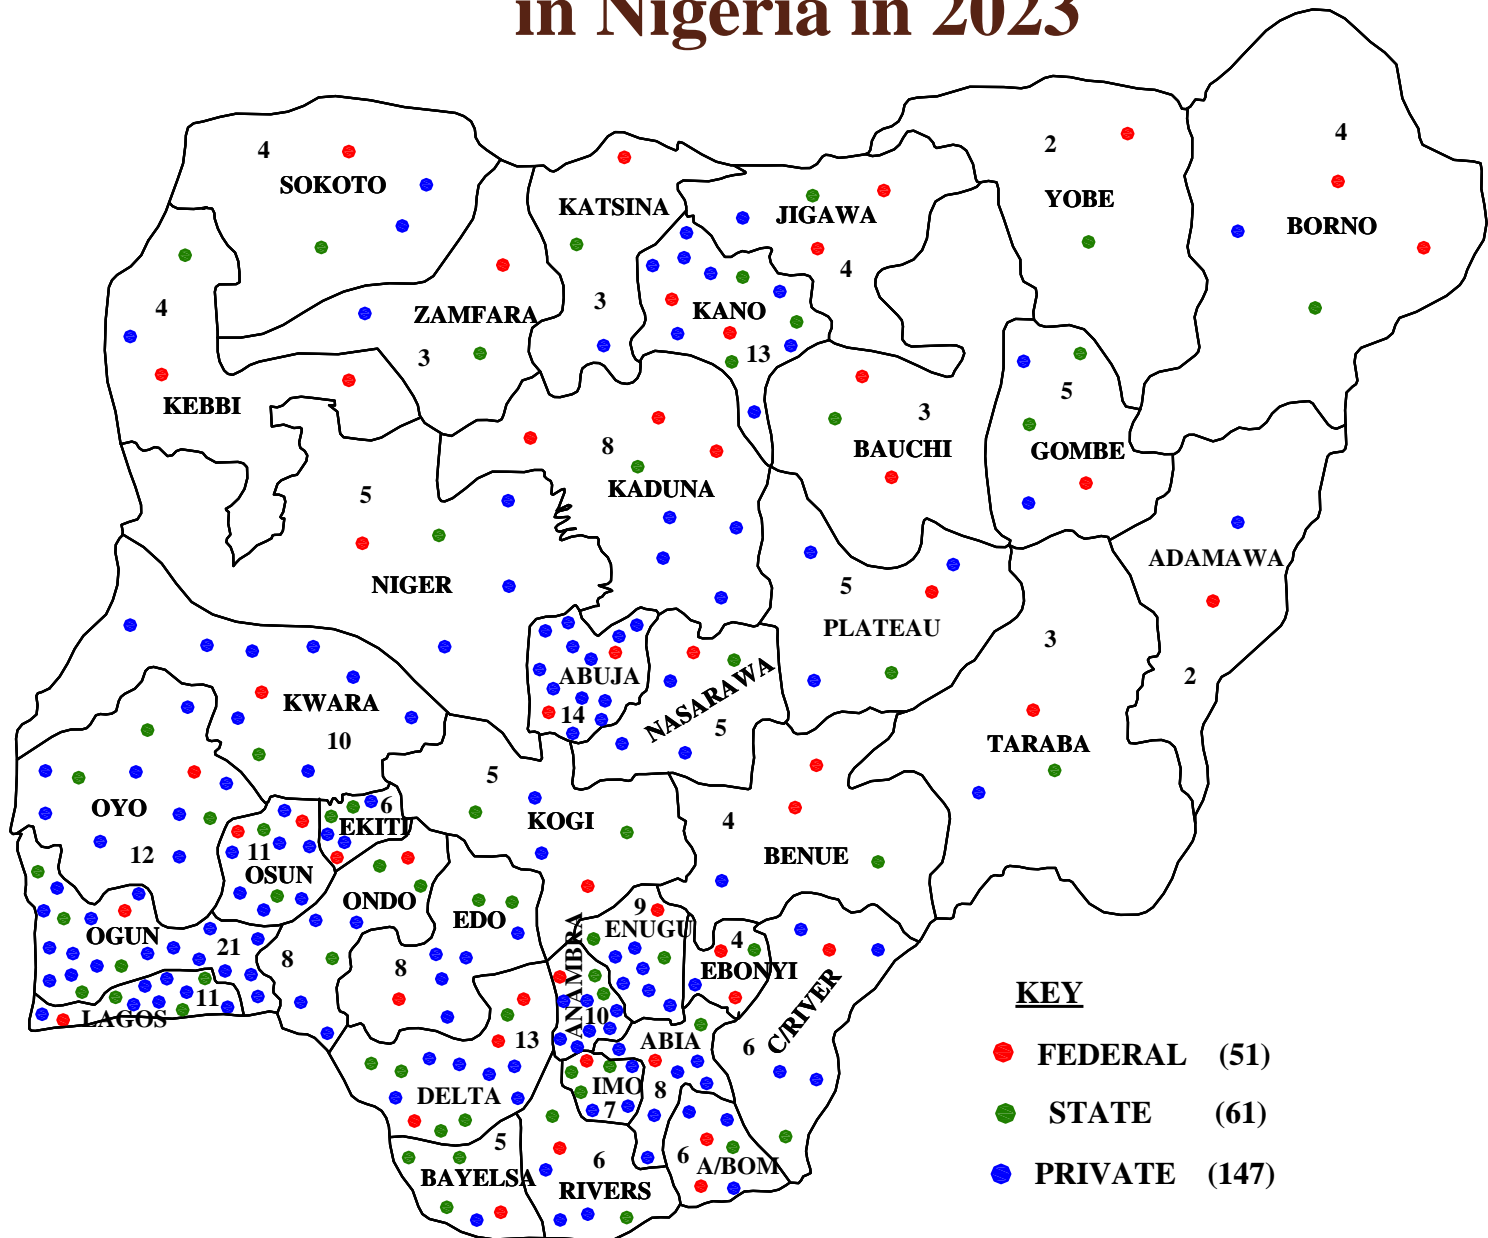 in Nigeria in 2023
4
SOKOTO
KATSINA
3
4
KEBBI
ZAMFARA
3
JIGAWA
4
KANO
13
2
YOBE
4
BORNO
3
BAUCHI
5
GOMBE
8
KADUNA
5
NIGER
ADAMAWA
2
5
PLATEAU
3
TARABA
ABUJA
14
NASARAWA
5
KWARA
10
OYO
12
5
KOGI
6
EKITI
11
OSUN
4
BENUE
ONDO
8
EDO
8
OGUN
21
LAGOS
11
9
ENUGU
ANAMBRA
10
4
EBONYI
C/RIVER
6
ABIA
8
IMO
7
13
DELTA
5
BAYELSA
6
RIVERS
6
A/BOM
KEY
FEDERAL (51)
STATE (61)
PRIVATE (147)